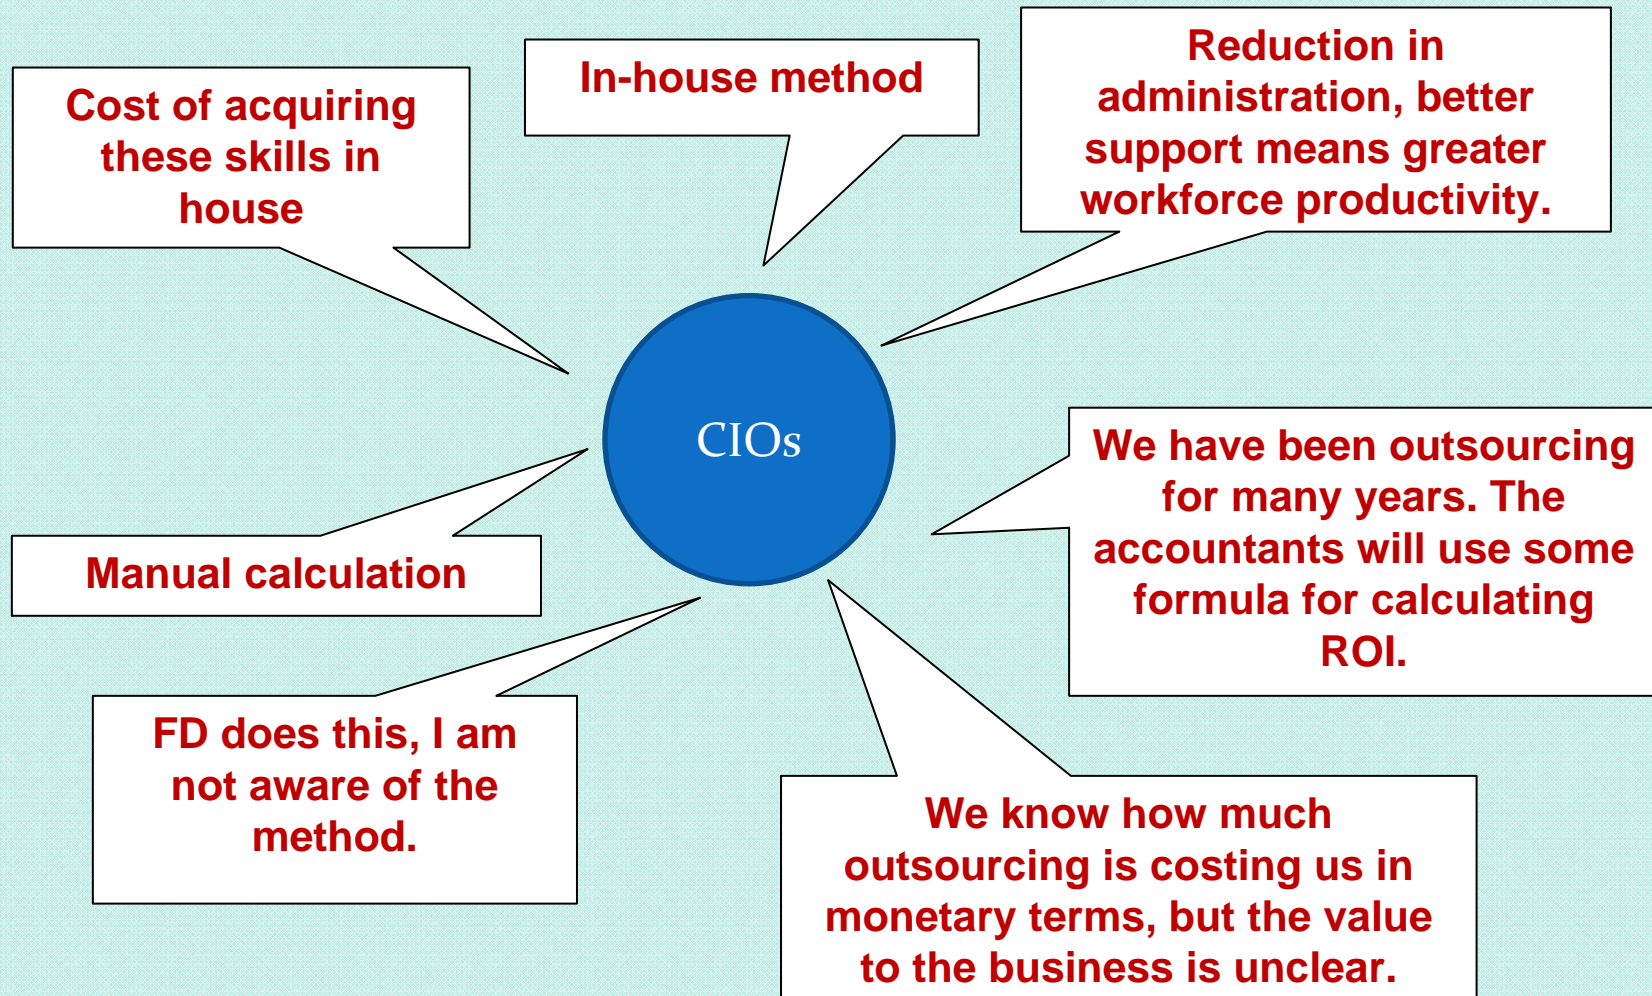 Cost of acquiring
these skills in
house
In-house method
Reduction in
administration, better
support means greater
workforce productivity.
CIOs
We have been outsourcing
for many years. The
accountants will use some
formula for calculating
ROI.
Manual calculation
FD does this, I am
not aware of the
method.
We know how much
outsourcing is costing us in
monetary terms, but the value
to the business is unclear.